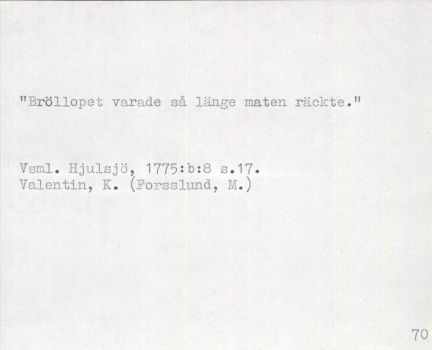 "Bröllopet varade så länge maten räckte."
Vsml. Hjulsjö, 1775:b:8 s.17.
Valentin, K. (Forsslund, M.)
70